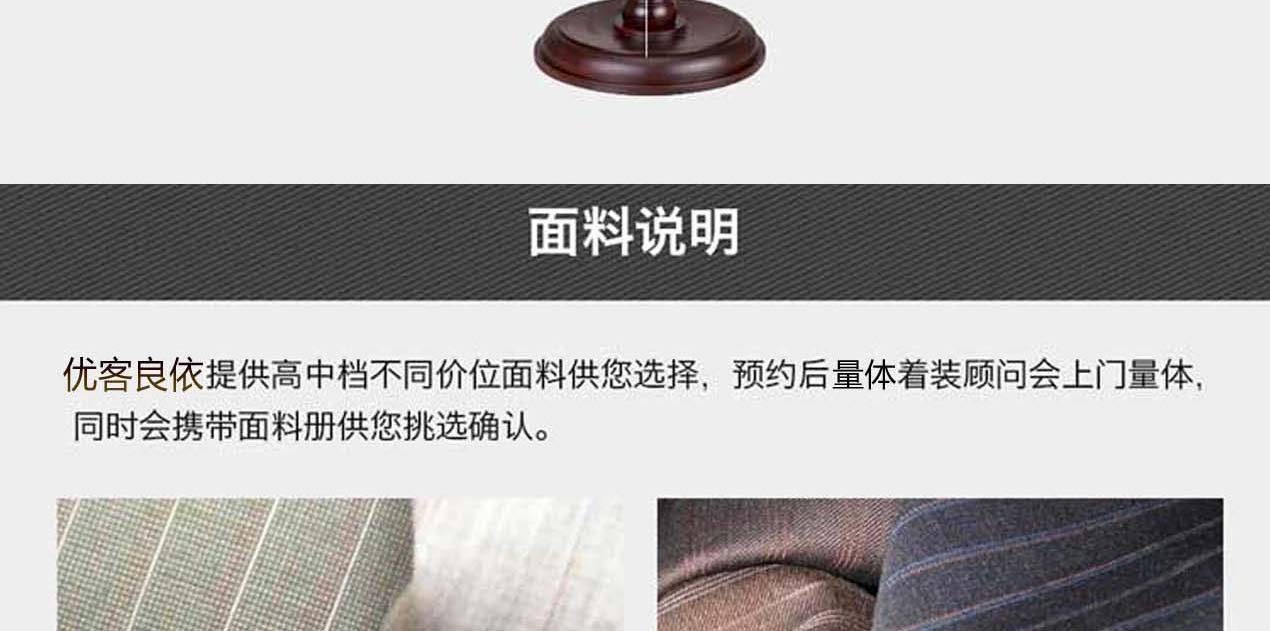 面料说明
优客良依提供高中档不同价位面料供您选择，预约后量体着装顾问会上门量体，
同时会携带面料册供您挑选确认。